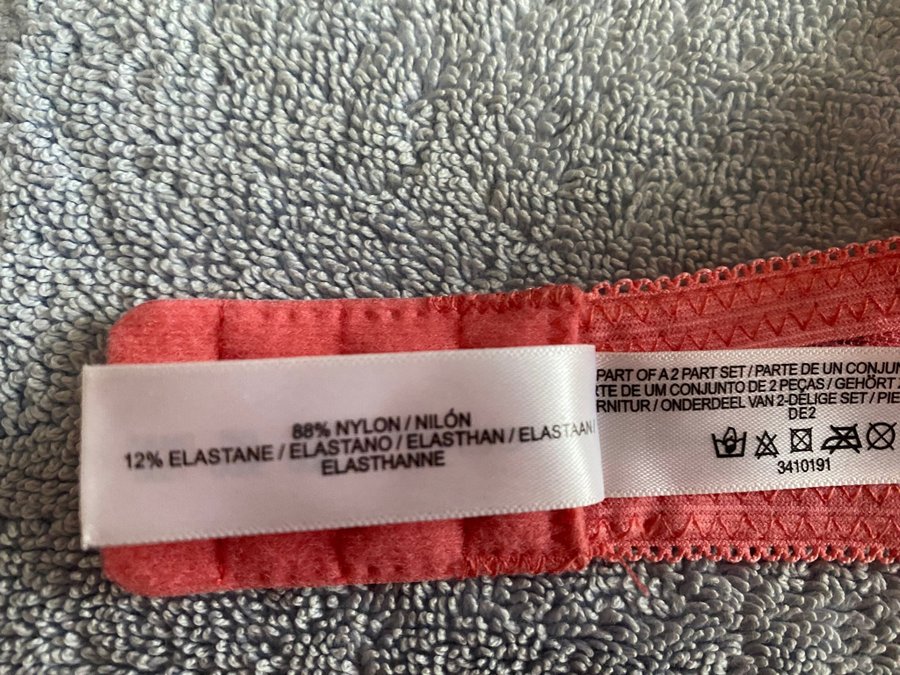 88% NYLON / NILÓN
12% ELASTANE / ELASTANO / ELASTHAN / ELASTAAN /
ELASTHANNE
PART OF A 2 PART SET / PARTE DE UN CONJUN
RTE DE UM CONJUNTO DE 2 PEÇAS / GEHÖRT
RNITUR / ONDERDEEL VAN 2-DELIGE SET / PIE
DE2
3410191